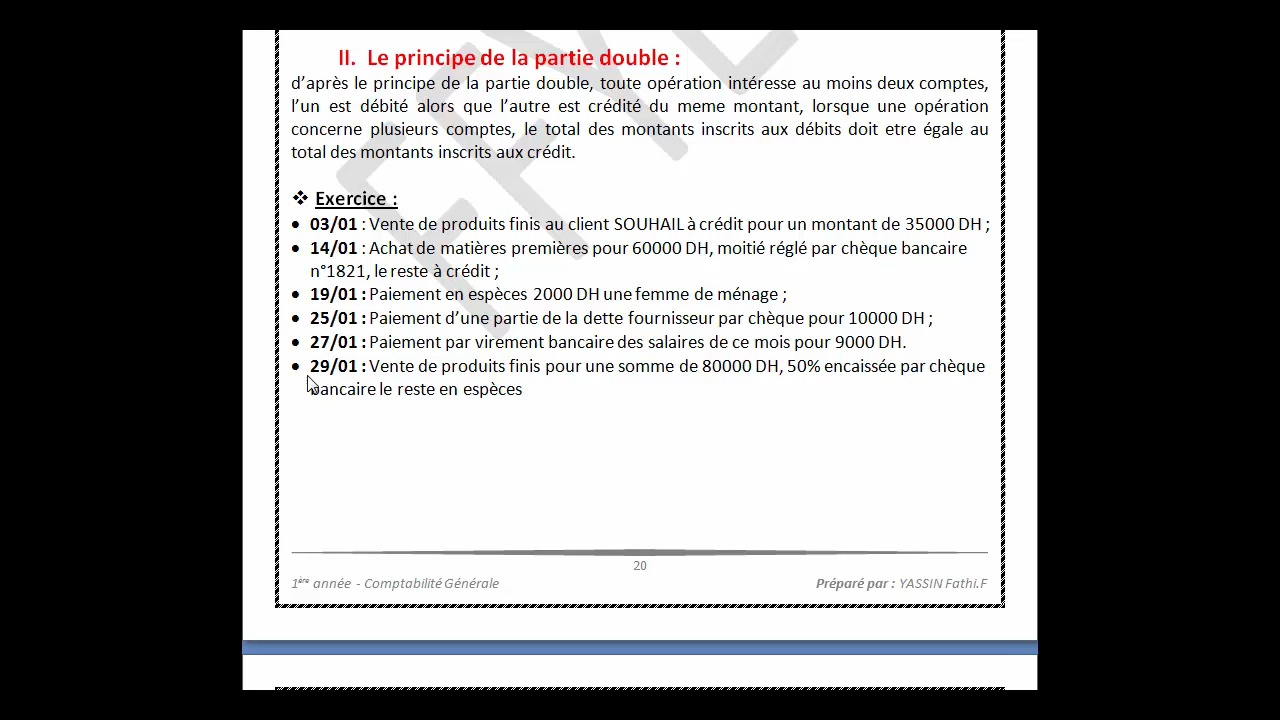 II. Le principe de la partie double :
d’après le principe de la partie double, toute opération intéresse au moins deux comptes,
l’un est débité alors que l’autre est crédité du meme montant, lorsque une opération
concerne plusieurs comptes, le total des montants inscrits aux débits doit etre égale au
total des montants inscrits aux crédit.
❖ Exercice :
• 03/01 : Vente de produits finis au client SOUHAIL à crédit pour un montant de 35000 DH ;
• 14/01 : Achat de matières premières pour 60000 DH, moitié réglé par chèque bancaire
n°1821, le reste à crédit ;
• 19/01 : Paiement en espèces 2000 DH une femme de ménage ;
• 25/01 : Paiement d’une partie de la dette fournisseur par chèque pour 10000 DH ;
• 27/01 : Paiement par virement bancaire des salaires de ce mois pour 9000 DH.
• 29/01 : Vente de produits finis pour une somme de 80000 DH, 50% encaissée par chèque
bancaire le reste en espèces
20
1ère année - Comptabilité Générale
Préparé par : YASSIN Fathi.F